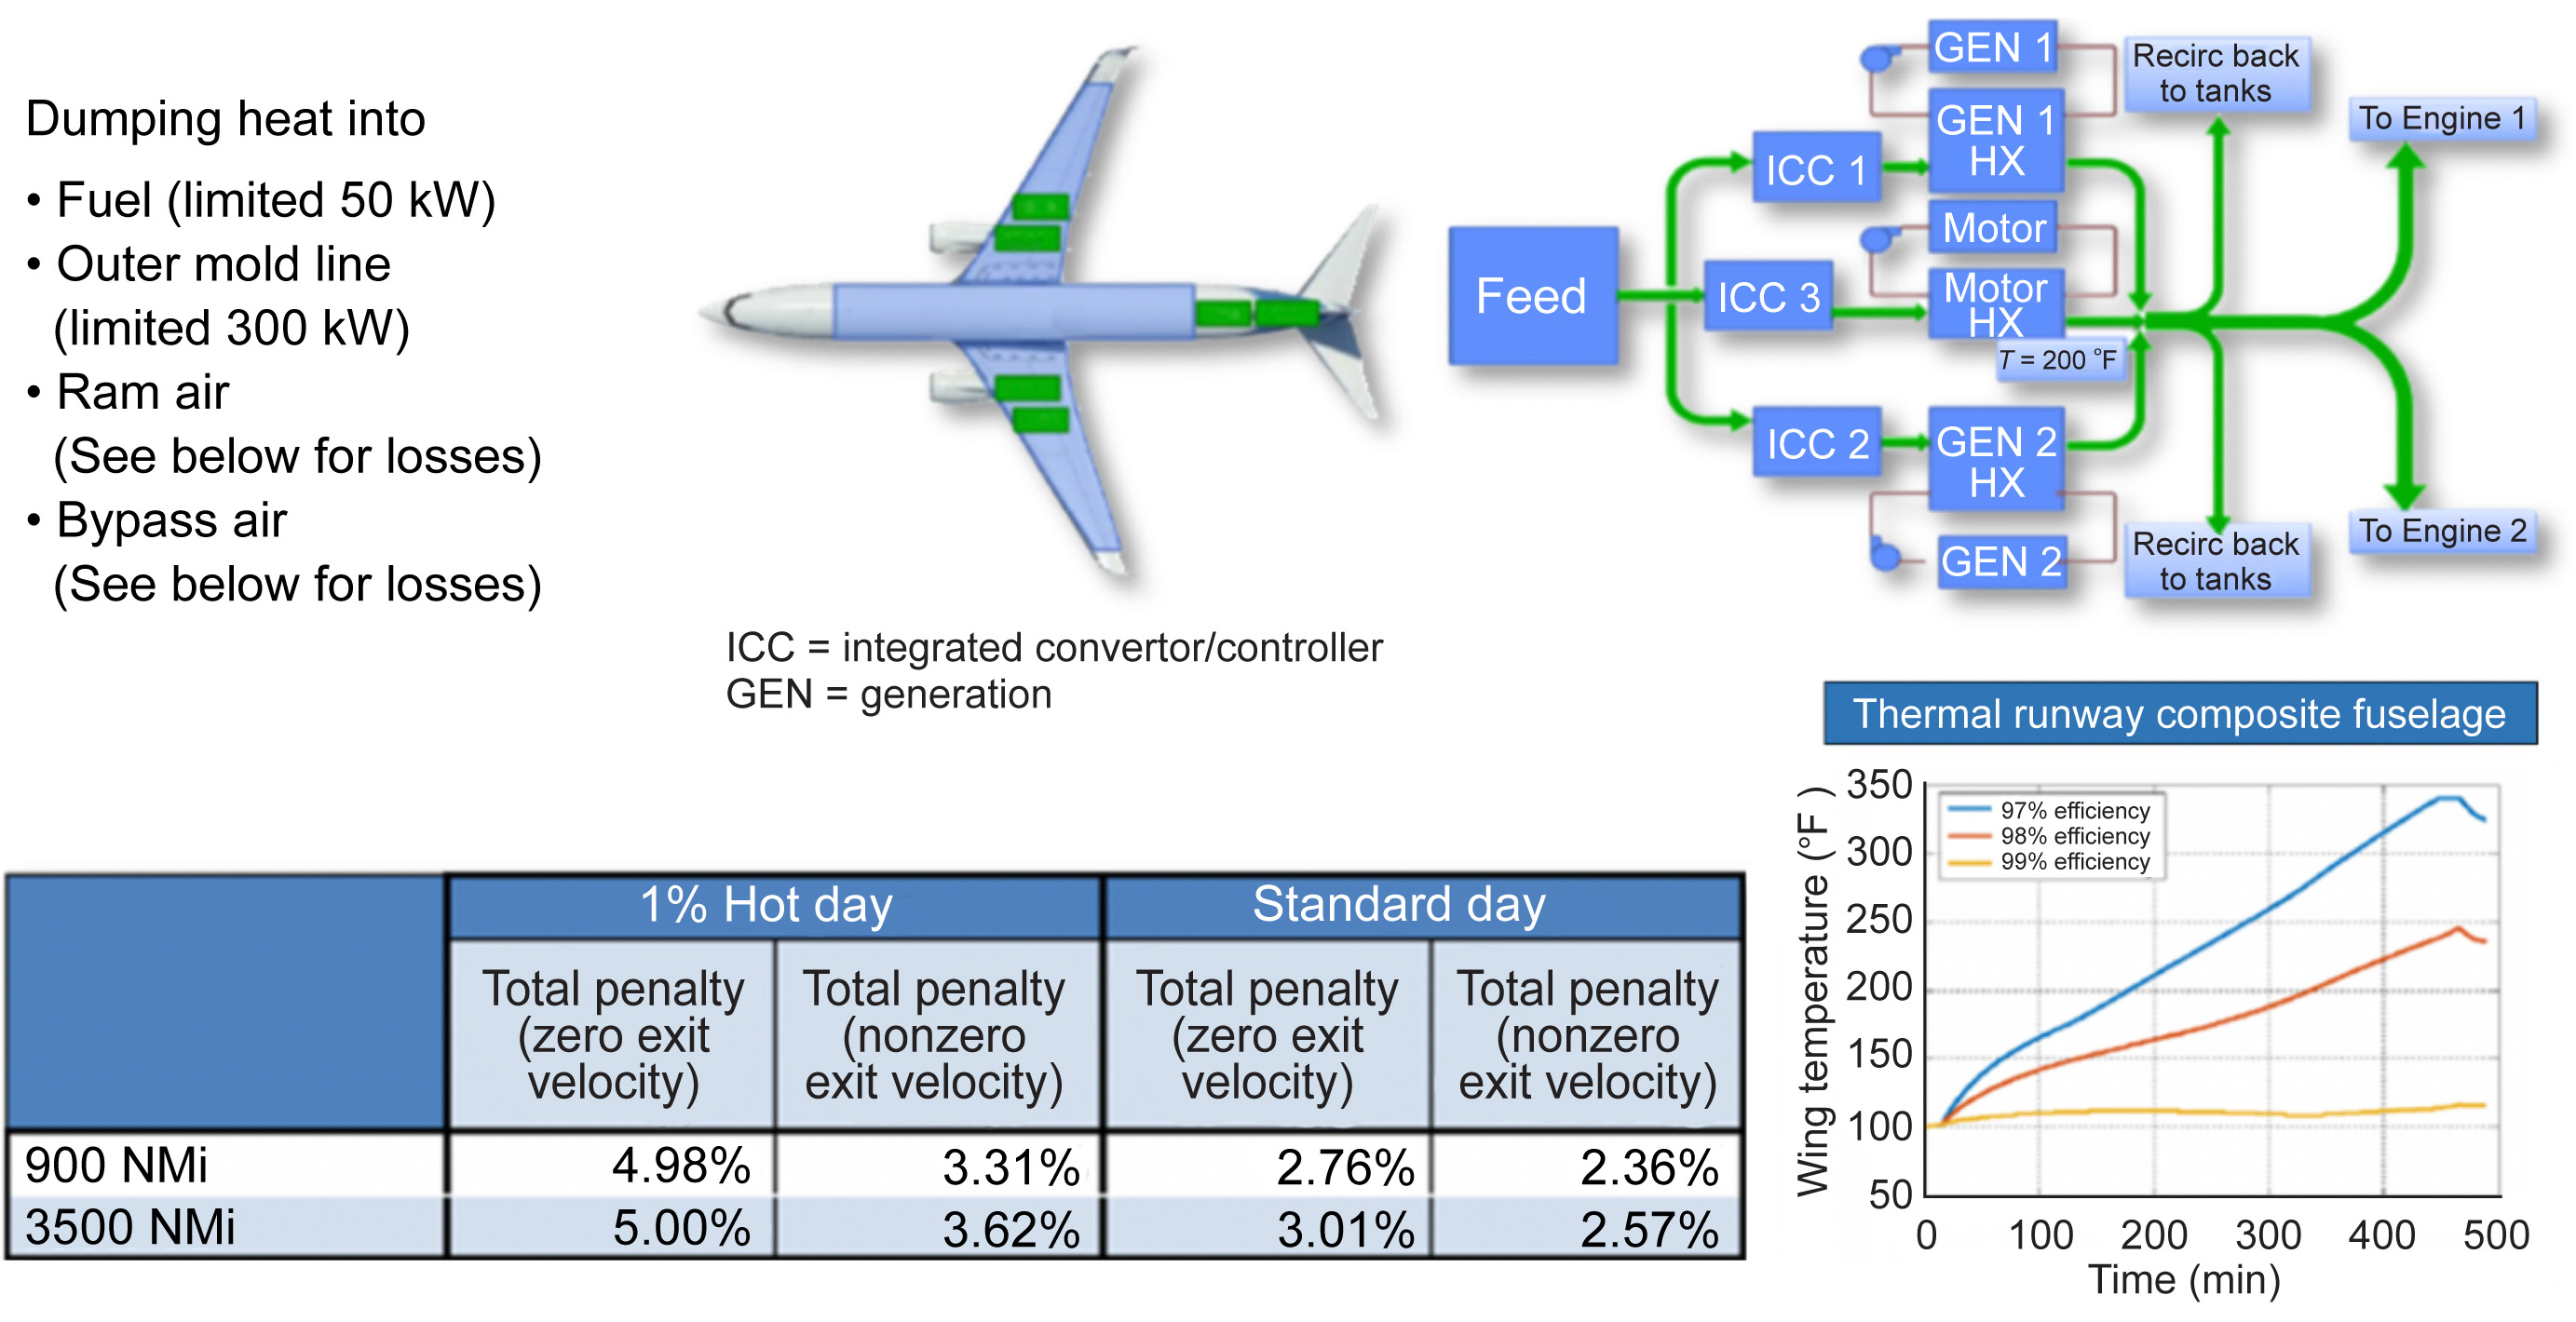 Dumping heat into
• Fuel (limited 50 kW)
• Outer mold line
(limited 300 kW)
• Ram air
(See below for losses)
• Bypass air
(See below for losses)
ICC = integrated convertor/controller
GEN = generation
Feed
ICC 1
ICC 3
ICC 2
GEN 1
GEN 1
HX
Motor
Motor
HX
T = 200 °F
GEN 2
HX
GEN 2
Recirc back
to tanks
To Engine 1
To Engine 2
Recirc back
to tanks
1% Hot day
Standard day
Total penalty
(zero exit
velocity)
Total penalty
(nonzero
exit velocity)
Total penalty
(zero exit
velocity)
Total penalty
(nonzero
exit velocity)
900 NMi 4.98% 3.31% 2.76% 2.36%
3500 NMi 5.00% 3.62% 3.01% 2.57%
Thermal runway composite fuselage
Wing temperature (°F )
350
300
250
200
150
100
50
97% efficiency
98% efficiency
99% efficiency
0 100 200 300 400 500
Time (min)